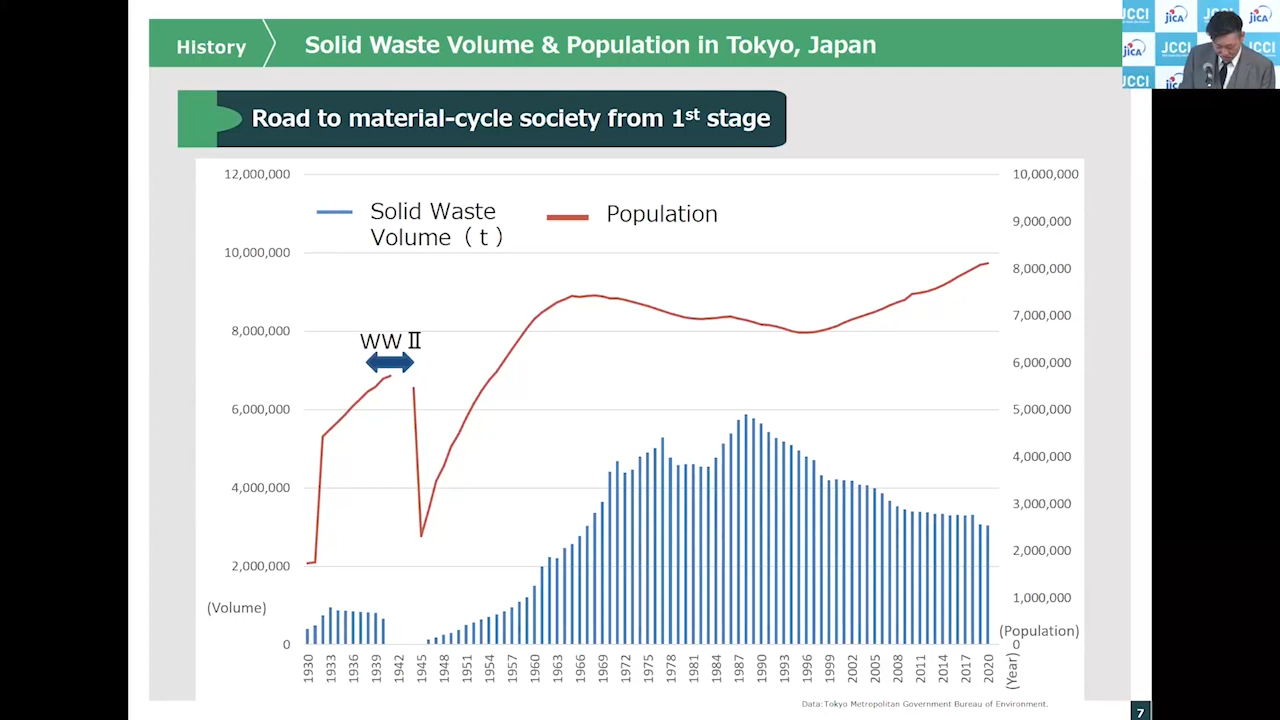 History
Solid Waste Volume & Population in Tokyo, Japan
JCCI
jICA
JCCI
jICA
jICA
JCCI
JCCI
JCCI
Road to material-cycle society from 1st stage
Solid Waste
Volume（ｔ）
Population
WWⅡ
12,000,000
10,000,000
8,000,000
6,000,000
4,000,000
2,000,000
0
(Volume)
10,000,000
9,000,000
8,000,000
7,000,000
6,000,000
5,000,000
4,000,000
3,000,000
2,000,000
1,000,000
0
(Population)
(Year)
1930
1933
1936
1939
1942
1945
1948
1951
1954
1957
1960
1963
1966
1969
1972
1975
1978
1981
1984
1987
1990
1993
1996
1999
2002
2005
2008
2011
2014
2017
2020
Data:Tokyo Metropolitan Government Bureau of Environment.
7